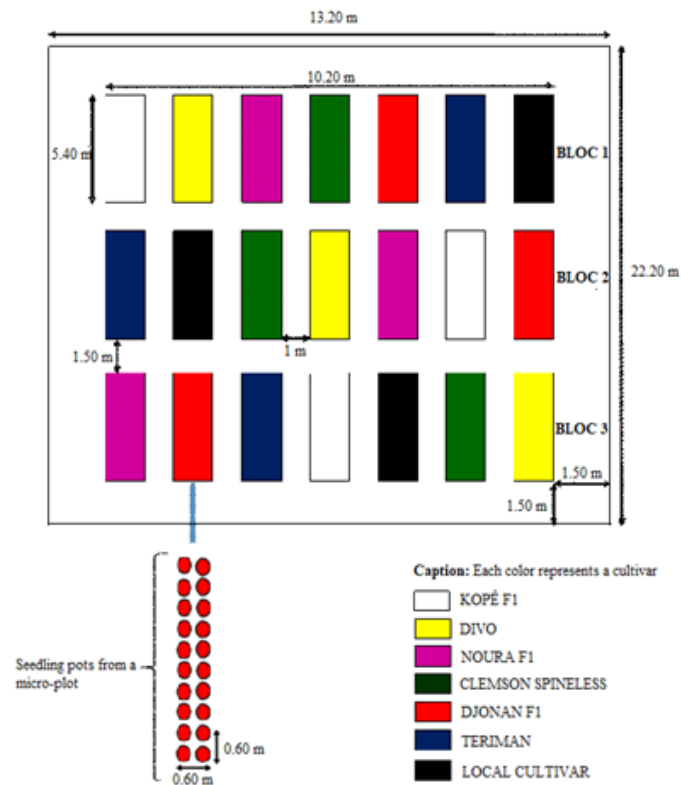 13.20 m
10.20 m
5.40 m
BLOC 1
BLOC 2
22.20 m
1.50 m
1 m
BLOC 3
1.50 m
1.50 m
Caption: Each color represents a cultivar
KOPÉ F1
DIVO
NOURA F1
CLEMSON SPINELESS
DJONAN F1
TERIMAN
LOCAL CULTIVAR
Seedling pots from a
micro-plot
0.60 m
0.60 m